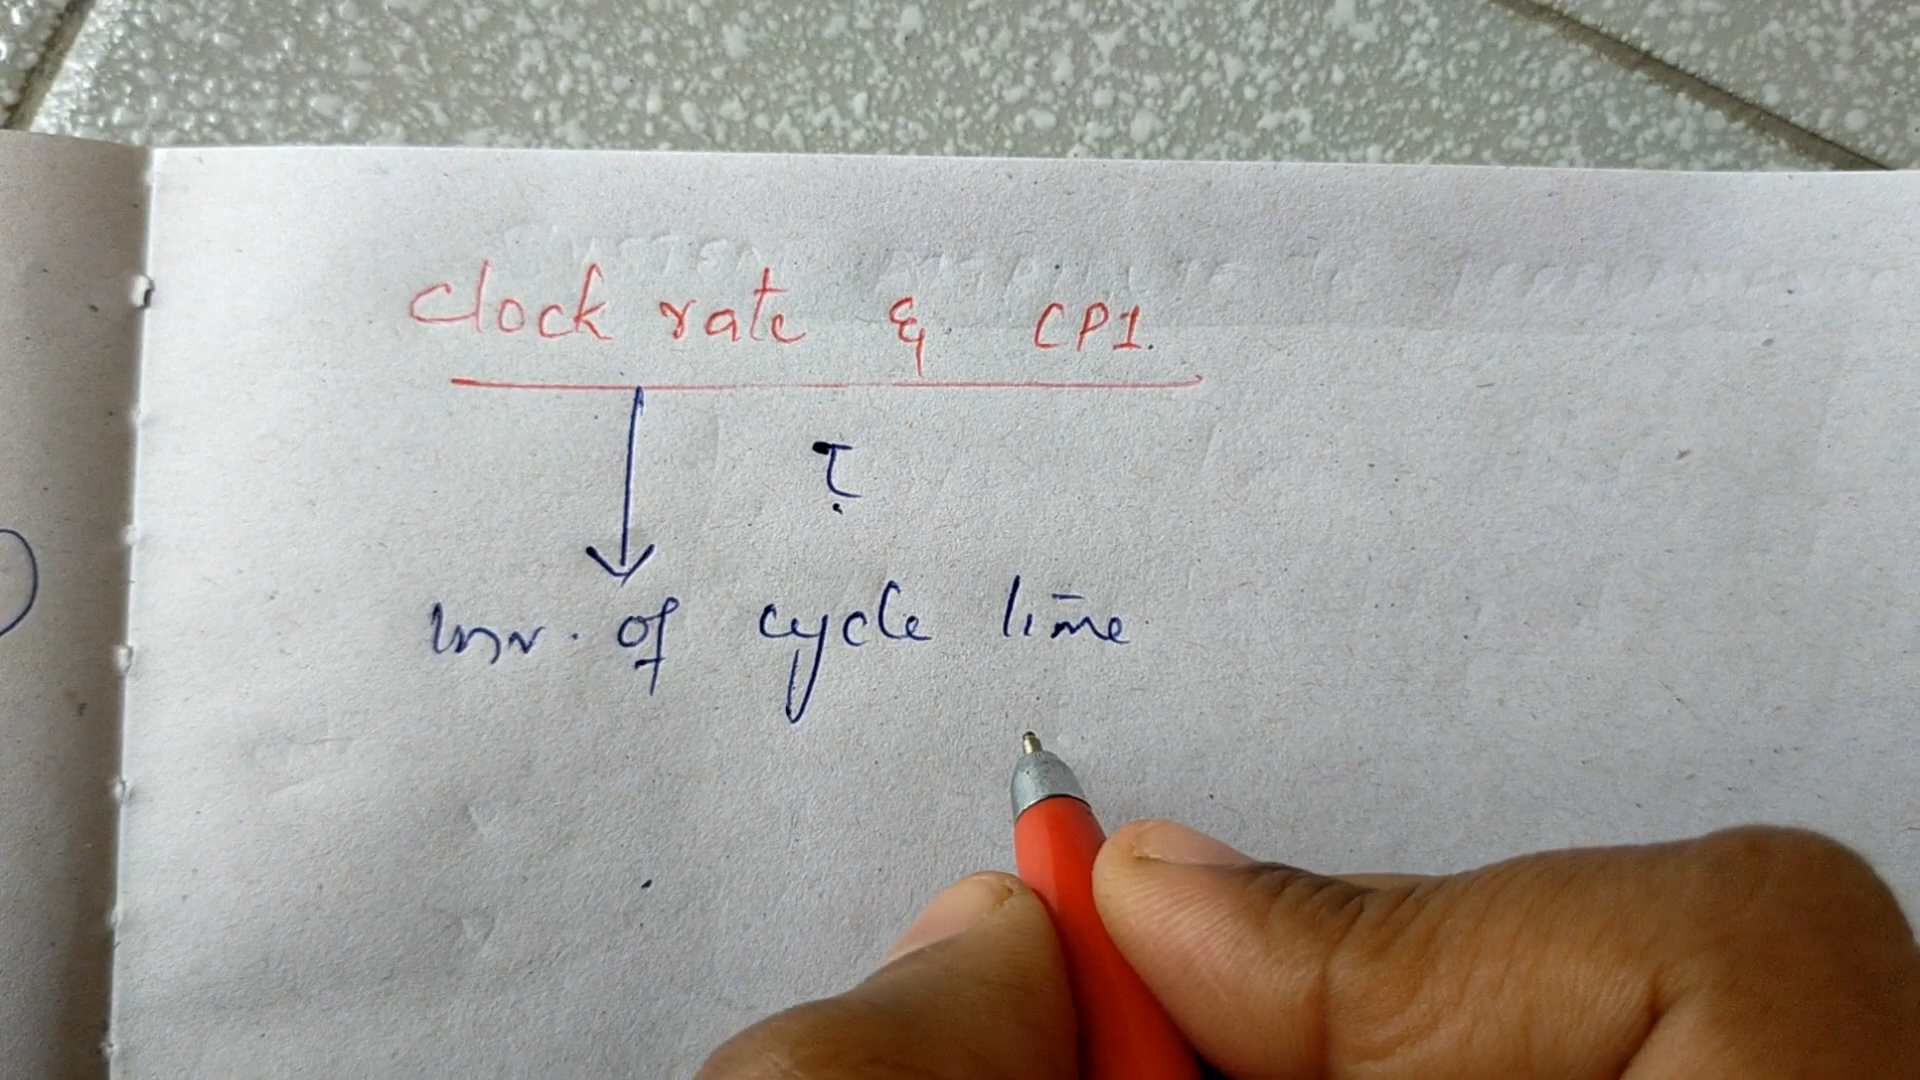 Clock rate & CPI.
τ
inv. of cycle time